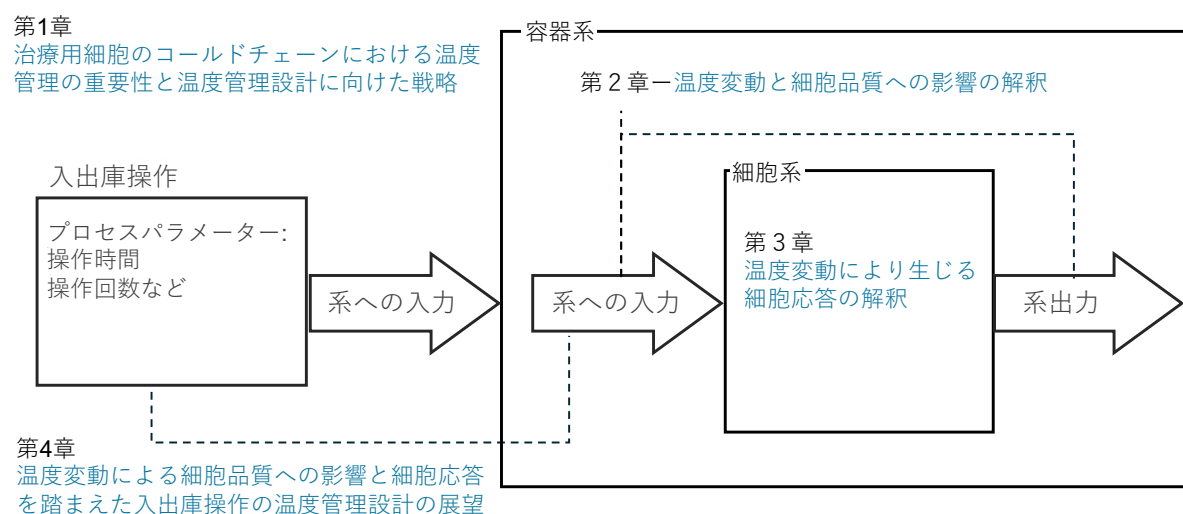 第1章
治療用細胞のコールドチェーンにおける温度
管理の重要性と温度管理設計に向けた戦略
容器系
第２章ー温度変動と細胞品質への影響の解釈
入出庫操作
プロセスパラメーター:
操作時間
操作回数など
系への入力
系への入力
細胞系
第３章
温度変動により生じる
細胞応答の解釈
系出力
第4章
温度変動による細胞品質への影響と細胞応答
を踏まえた入出庫操作の温度管理設計の展望